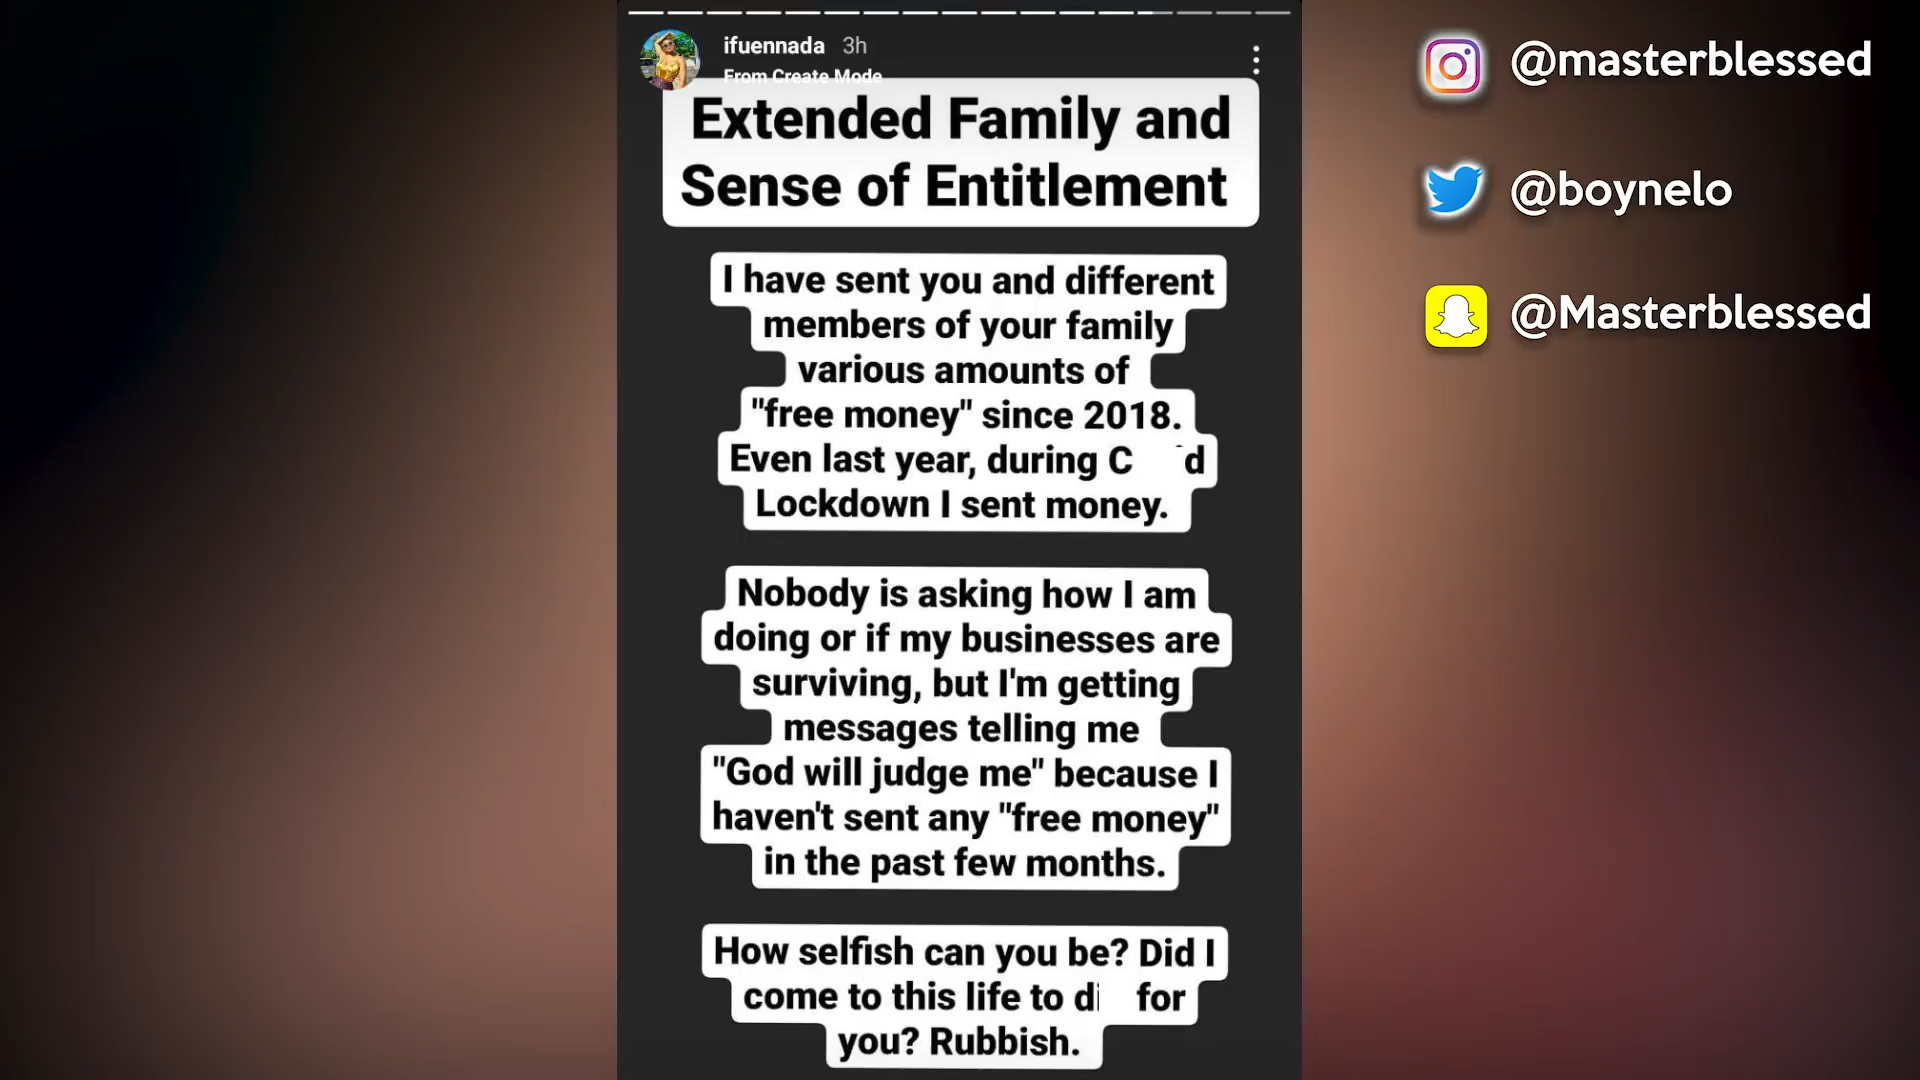 ifuennada 3h
From Create Mode
Extended Family and
Sense of Entitlement
I have sent you and different
members of your family
various amounts of
"free money" since 2018.
Even last year, during C d
Lockdown I sent money.
Nobody is asking how I am
doing or if my businesses are
surviving, but I'm getting
messages telling me
"God will judge me" because I
haven't sent any "free money"
in the past few months.
How selfish can you be? Did I
come to this life to di for
you? Rubbish.
@masterblessed
@boynelo
@Masterblessed